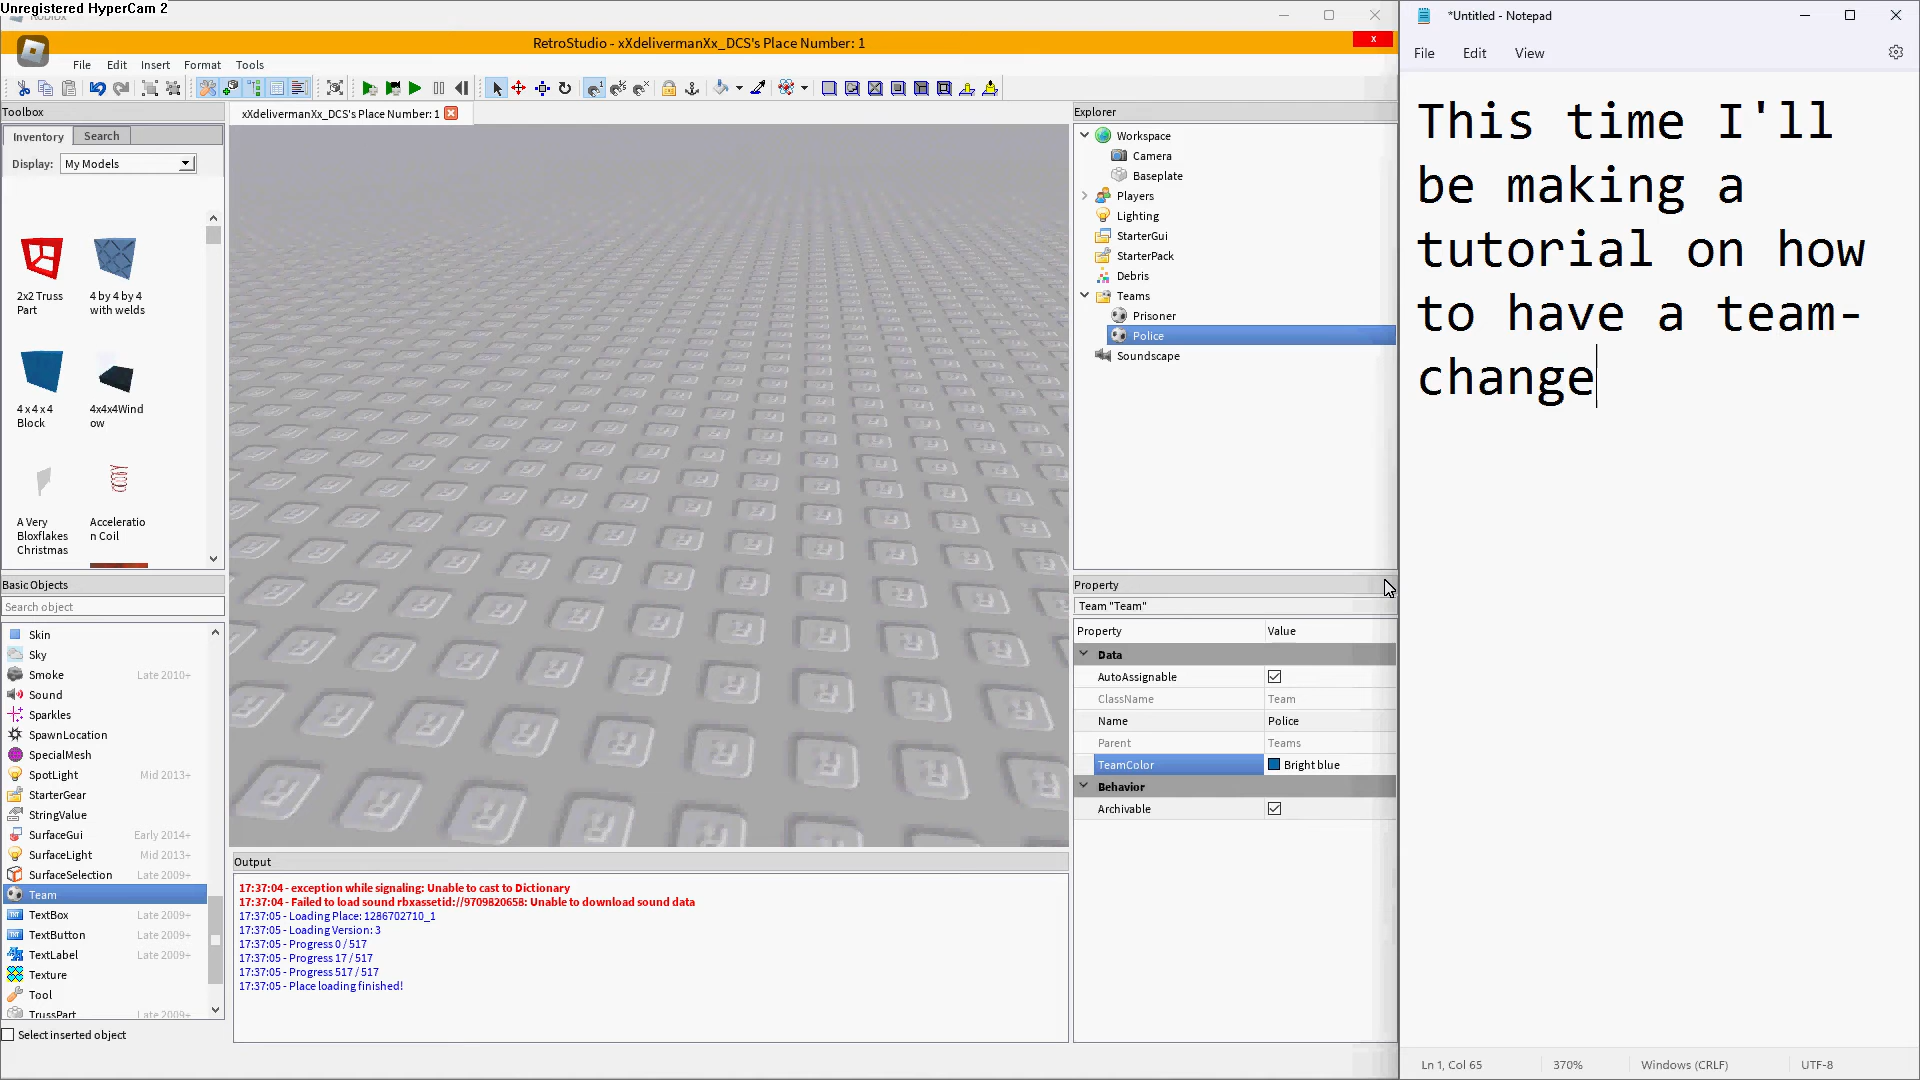 Unregistered HyperCam 2
Roblox
RetroStudio - xXdelivermanXx_DCS's Place Number: 1
x
File Edit Insert Format Tools
Toolbox
Inventory Search
Display: My Models
2x2 Truss Part
4 by 4 by 4 with welds
4 x 4 x 4 Block
4x4x4Window
A Very Bloxflakes Christmas
Acceleration Coil
Basic Objects
Search object
Skin
Sky
Smoke Late 2010+
Sound
Sparkles
SpawnLocation
SpecialMesh
SpotLight Mid 2013+
StarterGear
StringValue
SurfaceGui Early 2014+
SurfaceLight Mid 2013+
SurfaceSelection Late 2009+
Team
TextBox Late 2009+
TextButton Late 2009+
TextLabel Late 2009+
Texture
Tool
TrussPart Late 2009+
Select inserted object
xXdelivermanXx_DCS's Place Number: 1
Output
17:37:04 - exception while signaling: Unable to cast to Dictionary
17:37:04 - Failed to load sound rbxassetid://9709820658: Unable to download sound data
17:37:05 - Loading Place: 1286702710_1
17:37:05 - Loading Version: 3
17:37:05 - Progress 0 / 517
17:37:05 - Progress 17 / 517
17:37:05 - Progress 517 / 517
17:37:05 - Place loading finished!
Explorer
Workspace
Camera
Baseplate
Players
Lighting
StarterGui
StarterPack
Debris
Teams
Prisoner
Police
Soundscape
Property
Team "Team"
Property Value
Data
AutoAssignable
ClassName Team
Name Police
Parent Teams
TeamColor Bright blue
Behavior
Archivable
*Untitled - Notepad
File Edit View
This time I'll
be making a
tutorial on how
to have a team-
change
Ln 1, Col 65 370% Windows (CRLF) UTF-8